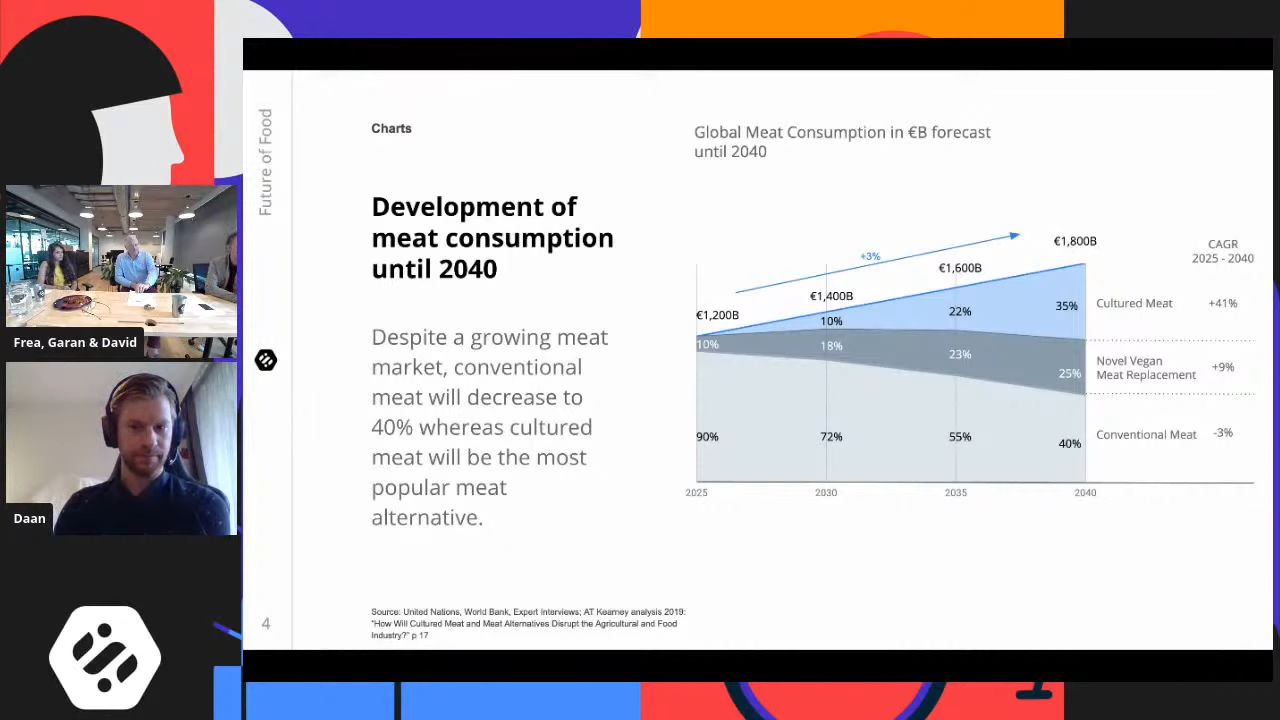 Future of Food
Charts
Development of
meat consumption
until 2040
Despite a growing meat
market, conventional
meat will decrease to
40% whereas cultured
meat will be the most
popular meat
alternative.
Source: United Nations, World Bank, Expert Interviews; AT Kearney analysis 2019:
"How Will Cultured Meat and Meat Alternatives Disrupt the Agricultural and Food
Industry?" p 17
4
Global Meat Consumption in €B forecast
until 2040
+3%
€1,200B
€1,400B
€1,600B
€1,800B
CAGR
2025 - 2040
10%
22%
35%
Cultured Meat
+41%
10%
18%
23%
25%
Novel Vegan
Meat Replacement
+9%
90%
72%
55%
40%
Conventional Meat
-3%
2025
2030
2035
2040
Frea, Garan & David
Daan